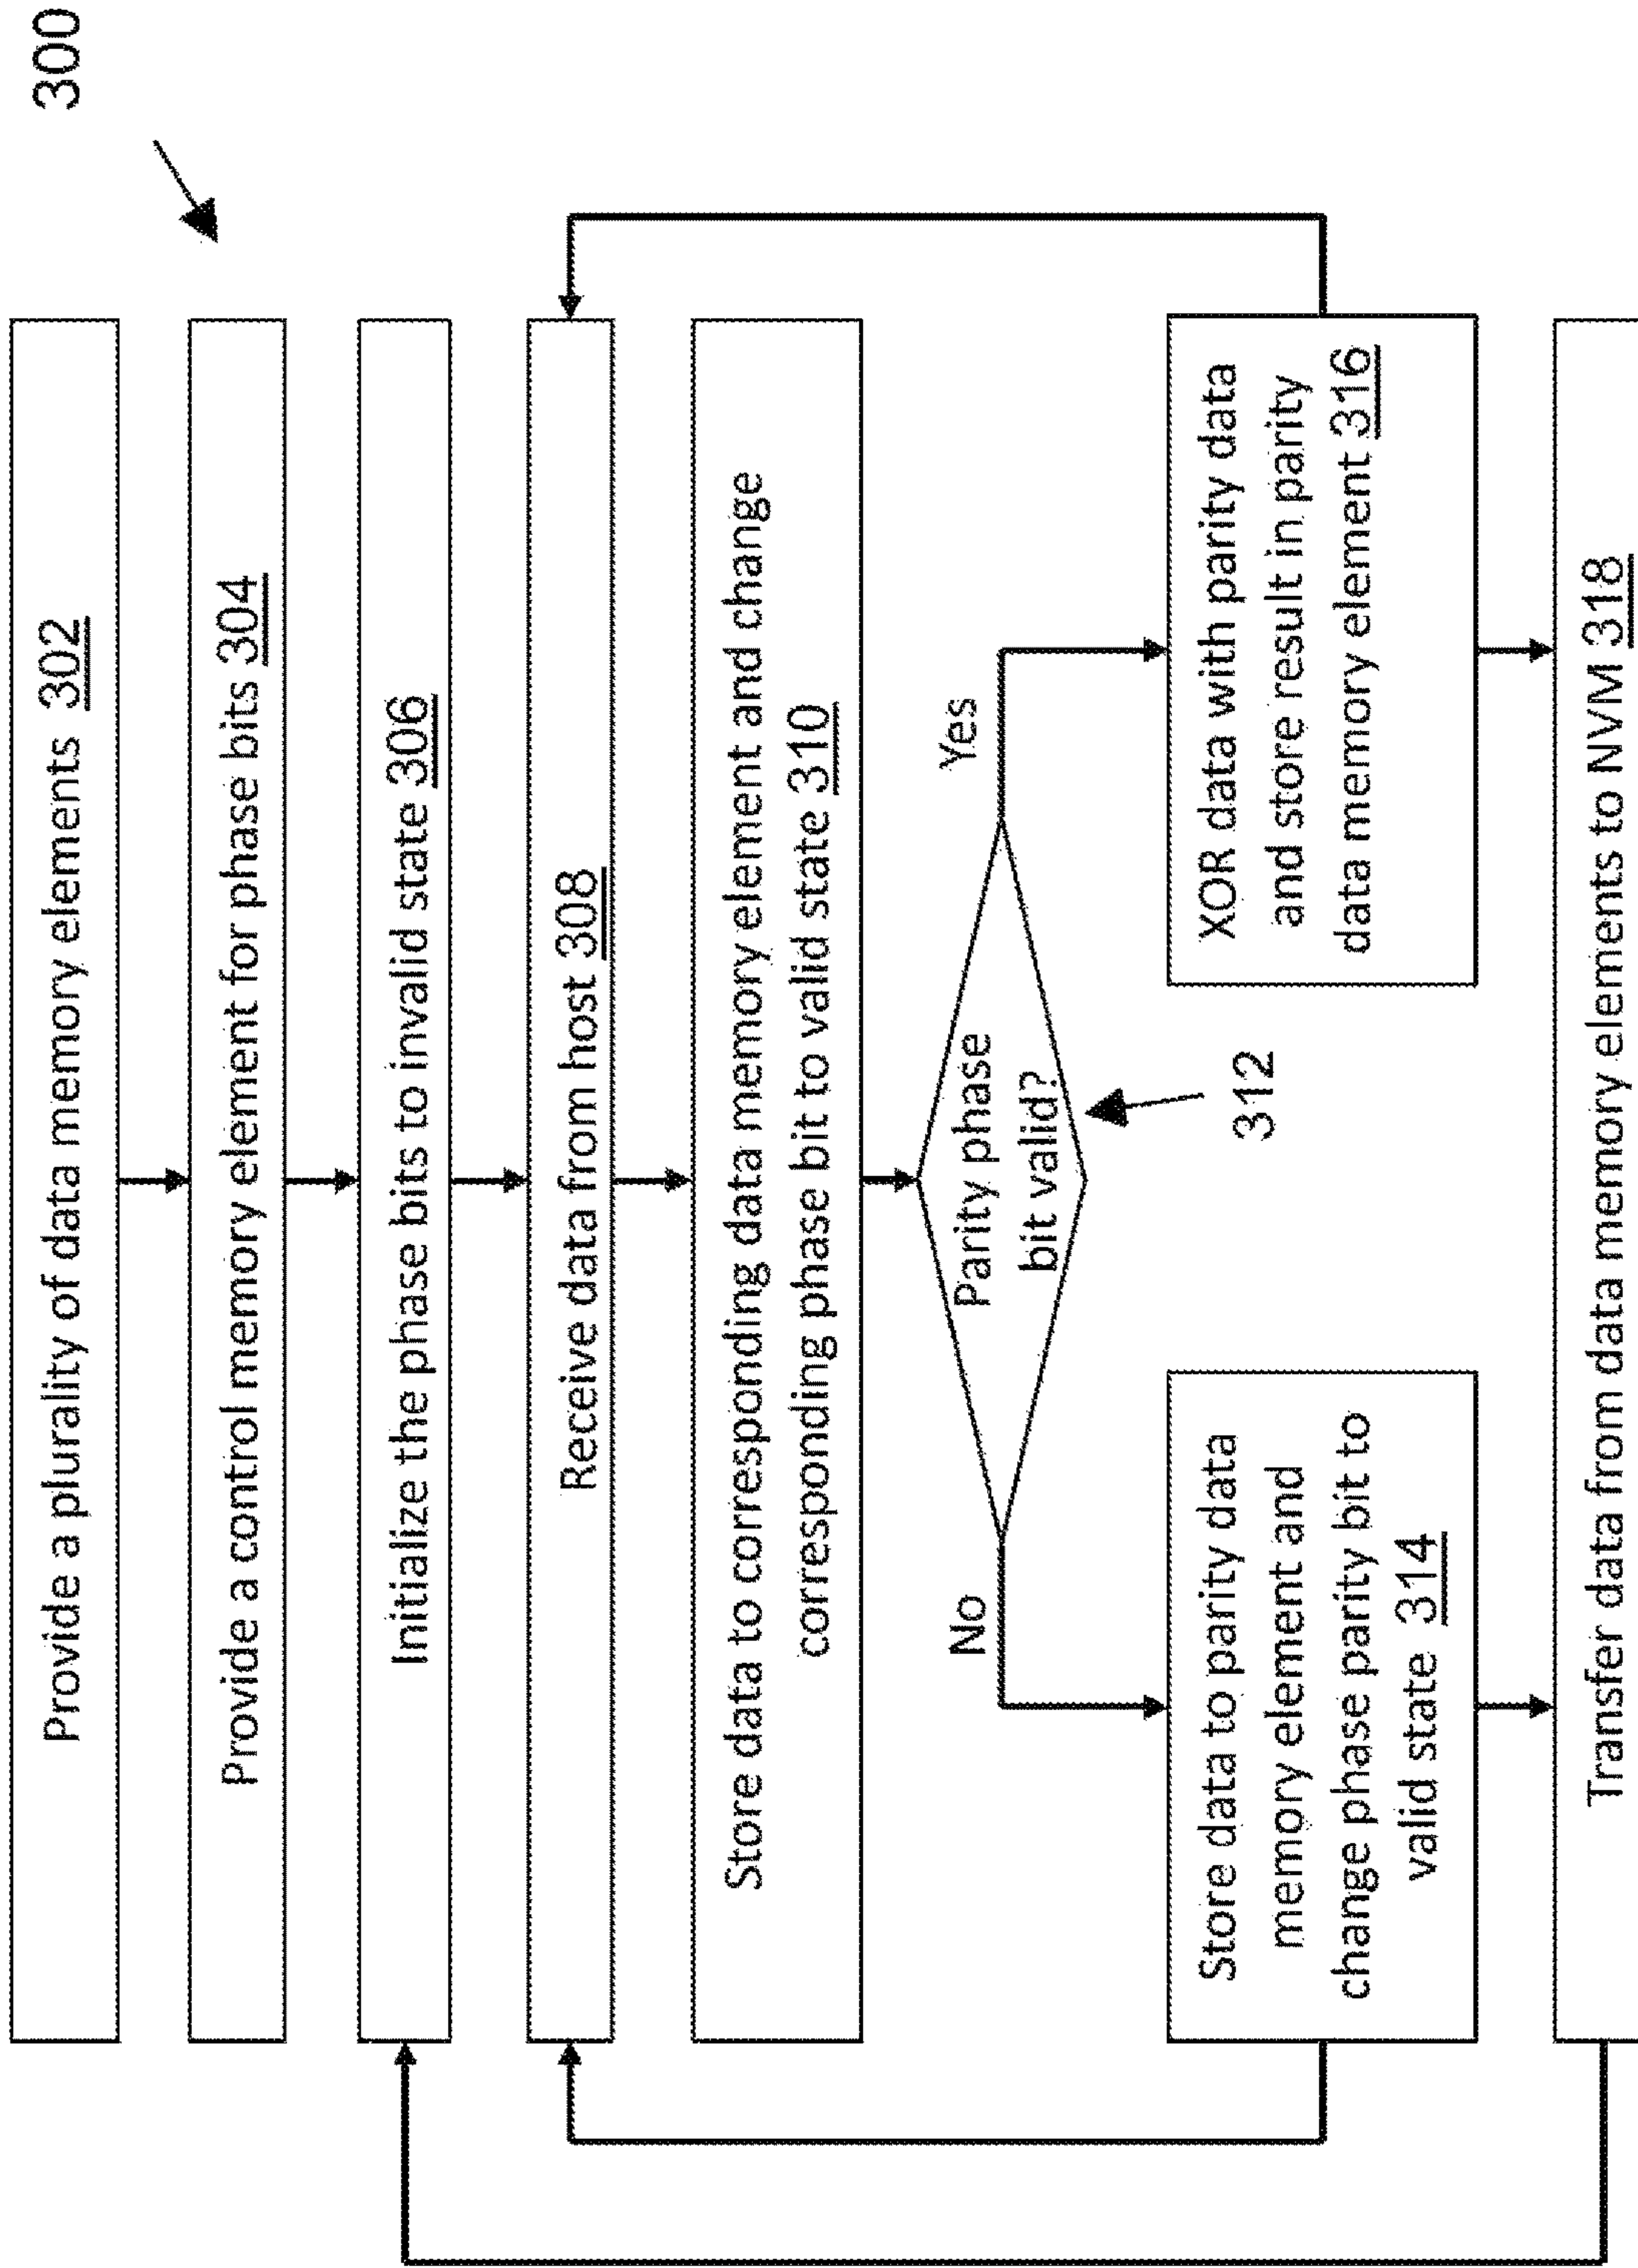 300
Provide a plurality of data memory elements 302
Provide a control memory element for phase bits 304
Initialize the phase bits to invalid state 306
Receive data from host 308
Store data to corresponding data memory element and change
corresponding phase bit to valid state 310
Parity phase
bit valid?
312
No
Yes
Store data to parity data
memory element and
change phase parity bit to
valid state 314
XOR data with parity data
and store result in parity
data memory element 316
Transfer data from data memory elements to NVM 318